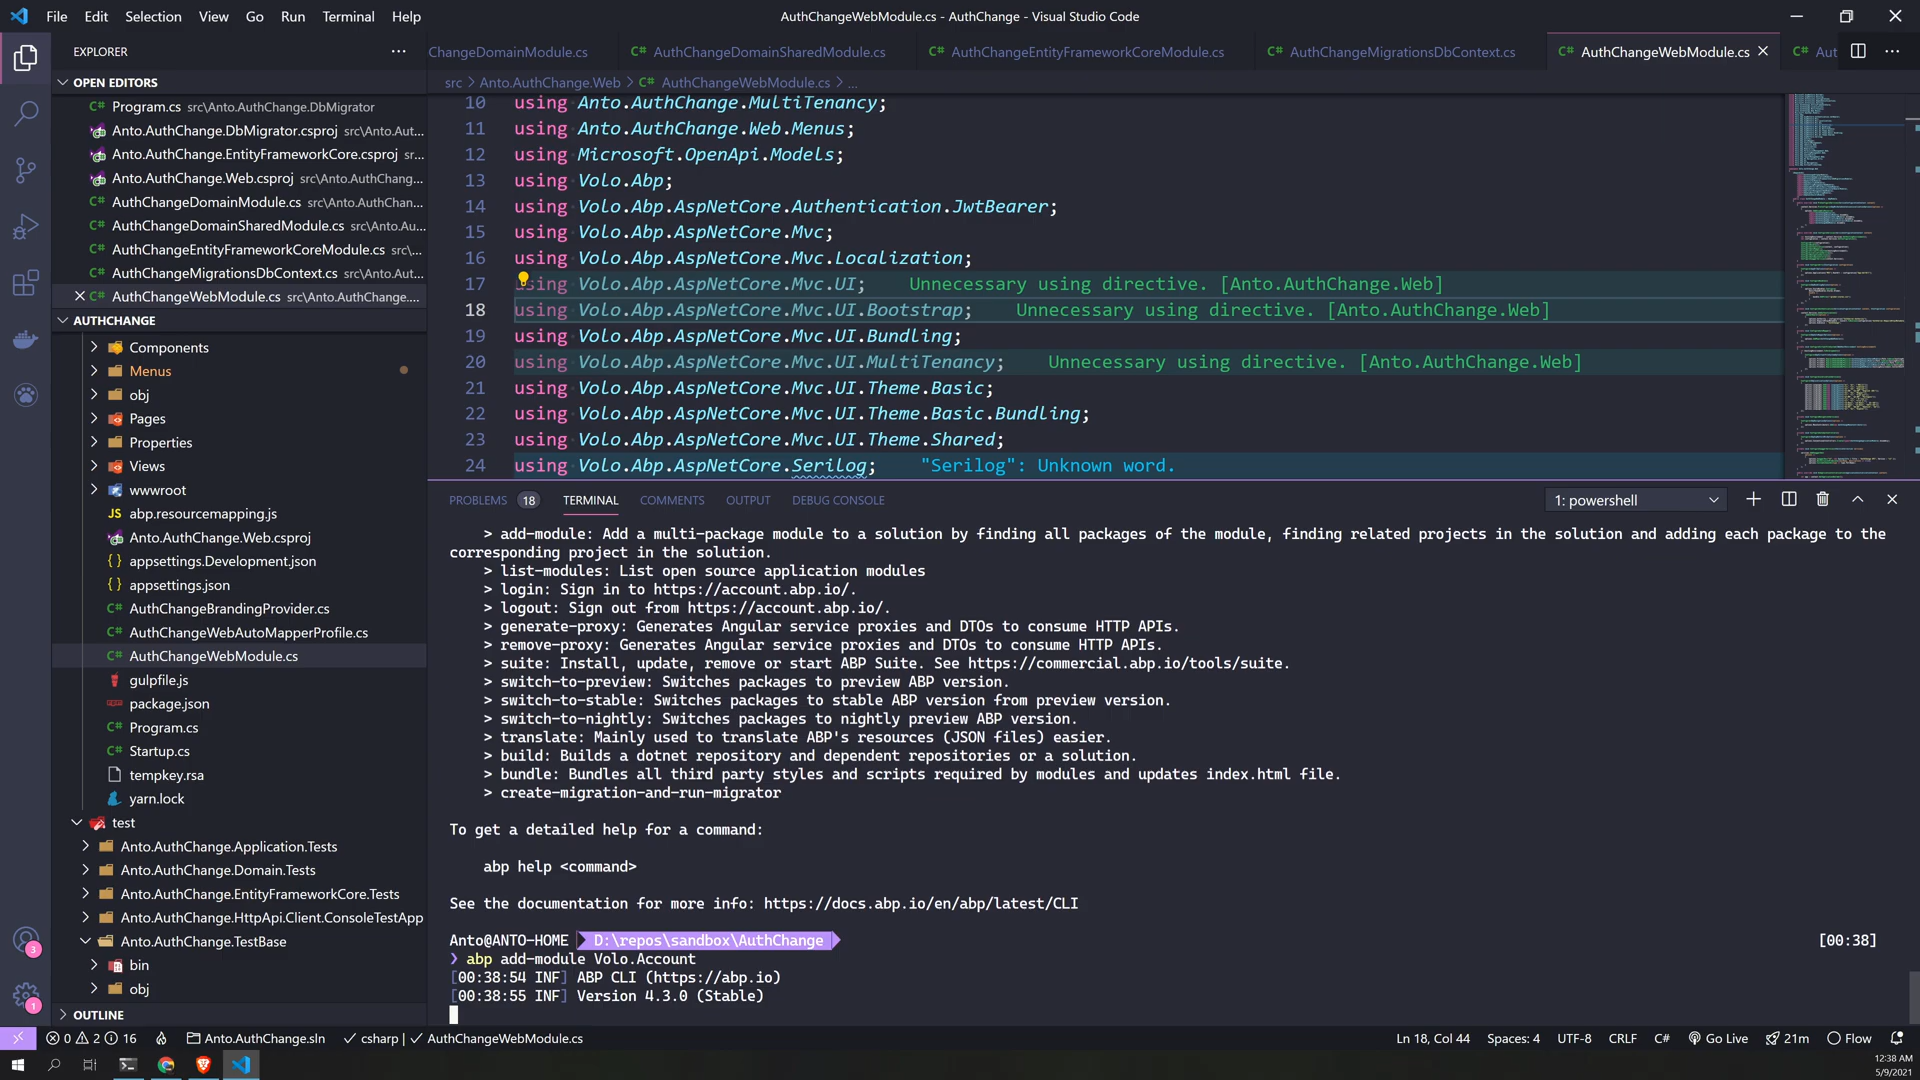 File Edit Selection View Go Run Terminal Help
AuthChangeWebModule.cs - AuthChange - Visual Studio Code
EXPLORER
OPEN EDITORS
Program.cs src\Anto.AuthChange.DbMigrator
Anto.AuthChange.DbMigrator.csproj src\Anto.Aut...
Anto.AuthChange.EntityFrameworkCore.csproj sr...
Anto.AuthChange.Web.csproj src\Anto.AuthChang...
AuthChangeDomainModule.cs src\Anto.AuthChan...
AuthChangeDomainSharedModule.cs src\Anto.Au...
AuthChangeEntityFrameworkCoreModule.cs src\...
AuthChangeMigrationsDbContext.cs src\Anto.Aut...
AuthChangeWebModule.cs src\Anto.AuthChange....
AUTHCHANGE
Components
Menus
obj
Pages
Properties
Views
wwwroot
abp.resourcemapping.js
Anto.AuthChange.Web.csproj
appsettings.Development.json
appsettings.json
AuthChangeBrandingProvider.cs
AuthChangeWebAutoMapperProfile.cs
AuthChangeWebModule.cs
gulpfile.js
package.json
Program.cs
Startup.cs
tempkey.rsa
yarn.lock
test
Anto.AuthChange.Application.Tests
Anto.AuthChange.Domain.Tests
Anto.AuthChange.EntityFrameworkCore.Tests
Anto.AuthChange.HttpApi.Client.ConsoleTestApp
Anto.AuthChange.TestBase
bin
obj
OUTLINE
ChangeDomainModule.cs AuthChangeDomainSharedModule.cs AuthChangeEntityFrameworkCoreModule.cs AuthChangeMigrationsDbContext.cs AuthChangeWebModule.cs Aut
src > Anto.AuthChange.Web > AuthChangeWebModule.cs > ...
10 using Anto.AuthChange.MultiTenancy;
11 using Anto.AuthChange.Web.Menus;
12 using Microsoft.OpenApi.Models;
13 using Volo.Abp;
14 using Volo.Abp.AspNetCore.Authentication.JwtBearer;
15 using Volo.Abp.AspNetCore.Mvc;
16 using Volo.Abp.AspNetCore.Mvc.Localization;
17 using Volo.Abp.AspNetCore.Mvc.UI; Unnecessary using directive. [Anto.AuthChange.Web]
18 using Volo.Abp.AspNetCore.Mvc.UI.Bootstrap; Unnecessary using directive. [Anto.AuthChange.Web]
19 using Volo.Abp.AspNetCore.Mvc.UI.Bundling;
20 using Volo.Abp.AspNetCore.Mvc.UI.MultiTenancy; Unnecessary using directive. [Anto.AuthChange.Web]
21 using Volo.Abp.AspNetCore.Mvc.UI.Theme.Basic;
22 using Volo.Abp.AspNetCore.Mvc.UI.Theme.Basic.Bundling;
23 using Volo.Abp.AspNetCore.Mvc.UI.Theme.Shared;
24 using Volo.Abp.AspNetCore.Serilog; "Serilog": Unknown word.
PROBLEMS 18 TERMINAL COMMENTS OUTPUT DEBUG CONSOLE 1: powershell
> add-module: Add a multi-package module to a solution by finding all packages of the module, finding related projects in the solution and adding each package to the
corresponding project in the solution.
> list-modules: List open source application modules
> login: Sign in to https://account.abp.io/.
> logout: Sign out from https://account.abp.io/.
> generate-proxy: Generates Angular service proxies and DTOs to consume HTTP APIs.
> remove-proxy: Generates Angular service proxies and DTOs to consume HTTP APIs.
> suite: Install, update, remove or start ABP Suite. See https://commercial.abp.io/tools/suite.
> switch-to-preview: Switches packages to preview ABP version.
> switch-to-stable: Switches packages to stable ABP version from preview version.
> switch-to-nightly: Switches packages to nightly preview ABP version.
> translate: Mainly used to translate ABP's resources (JSON files) easier.
> build: Builds a dotnet repository and dependent repositories or a solution.
> bundle: Bundles all third party styles and scripts required by modules and updates index.html file.
> create-migration-and-run-migrator
To get a detailed help for a command:
abp help <command>
See the documentation for more info: https://docs.abp.io/en/abp/latest/CLI
Anto@ANTO-HOME D:\repos\sandbox\AuthChange [00:38]
❯ abp add-module Volo.Account
[00:38:54 INF] ABP CLI (https://abp.io)
[00:38:55 INF] Version 4.3.0 (Stable)
3
1
0 2 16 Anto.AuthChange.sln csharp | AuthChangeWebModule.cs Ln 18, Col 44 Spaces: 4 UTF-8 CRLF C# Go Live 21m Flow
12:38 AM
5/9/2021